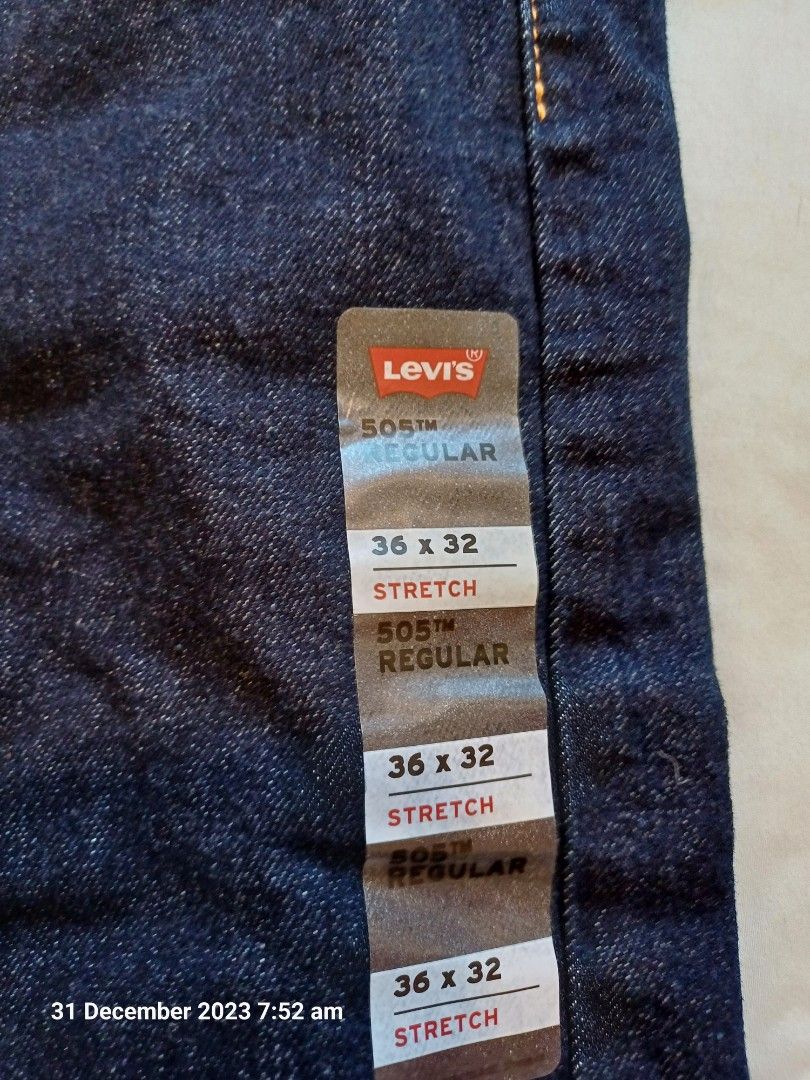 LEVI'S®
505™
REGULAR
36 x 32
STRETCH
505™
REGULAR
36 x 32
STRETCH
505™
REGULAR
36 x 32
STRETCH
31 December 2023 7:52 am